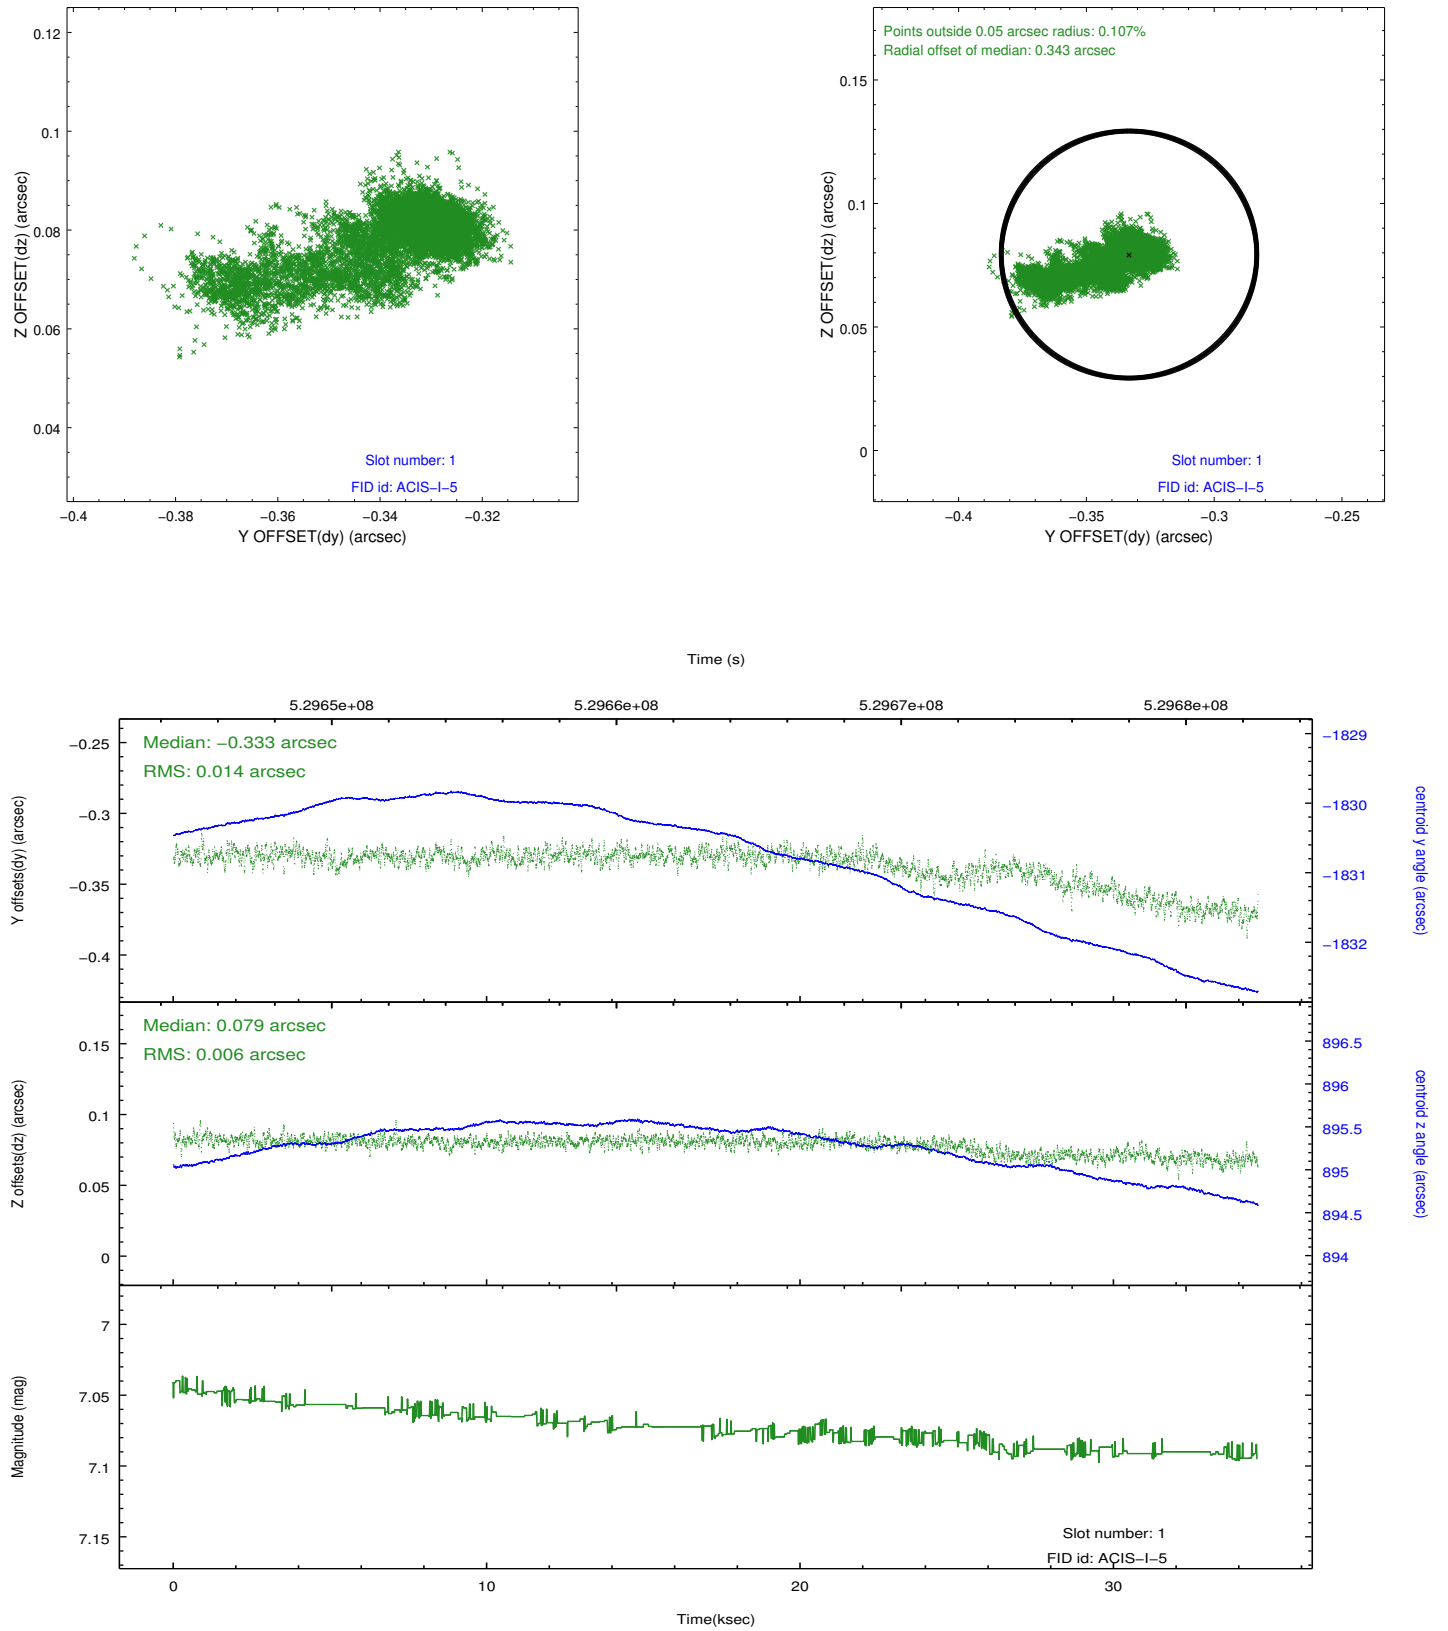 0.12
0.1
0.08
0.06
0.04
Z OFFSET(dz) (arcsec)
Slot number: 1
FID id: ACIS−I−5
−0.4
−0.38
−0.36
−0.34
−0.32
Y OFFSET(dy) (arcsec)
Points outside 0.05 arcsec radius: 0.107%
Radial offset of median: 0.343 arcsec
0.15
0.1
0.05
0
Z OFFSET(dz) (arcsec)
Slot number: 1
FID id: ACIS−I−5
−0.4
−0.35
−0.3
−0.25
Y OFFSET(dy) (arcsec)
Time (s)
5.2965e+08
5.2966e+08
5.2967e+08
5.2968e+08
Median: −0.333 arcsec
RMS: 0.014 arcsec
−0.25
−0.3
−0.35
−0.4
Y offsets(dy) (arcsec)
−1829
−1830
−1831
−1832
centroid y angle (arcsec)
Median: 0.079 arcsec
RMS: 0.006 arcsec
0.15
0.1
0.05
0
Z offsets(dz) (arcsec)
896.5
896
895.5
895
894.5
894
centroid z angle (arcsec)
7
7.05
7.1
7.15
Magnitude (mag)
Slot number: 1
FID id: ACIS−I−5
0
10
20
30
Time(ksec)